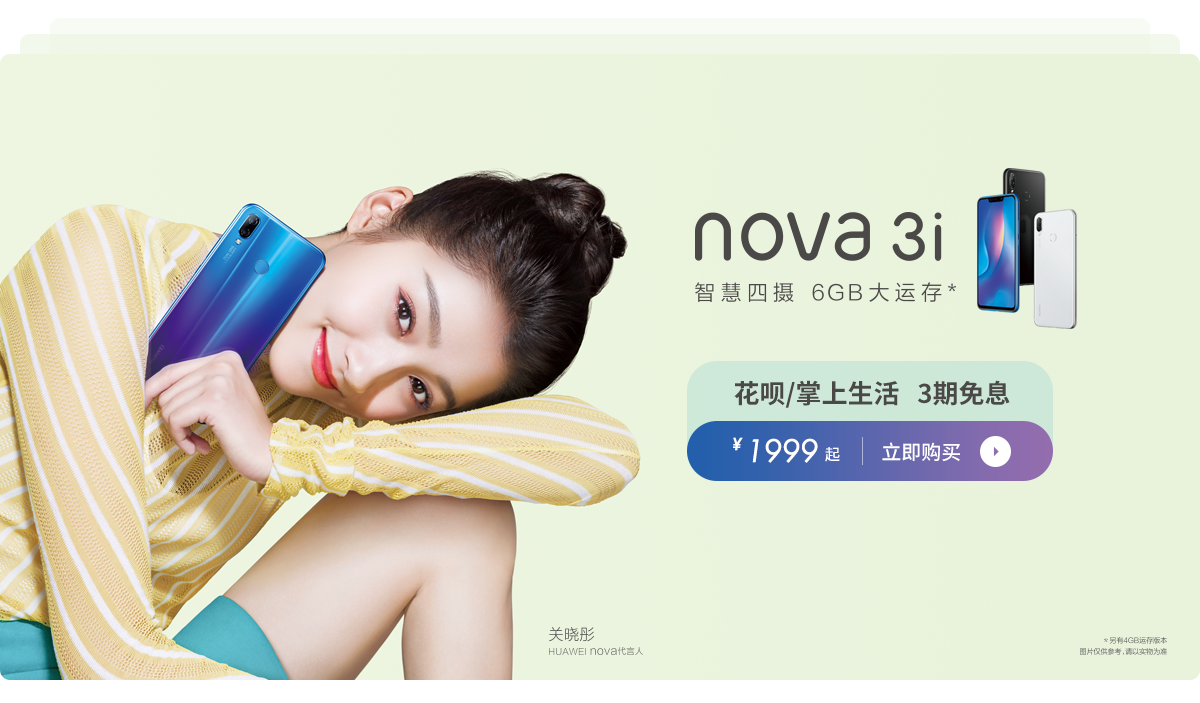 nova 3i
智慧四摄 6GB大运存*
花呗/掌上生活 3期免息
¥1999起 立即购买
关晓彤
HUAWEI nova代言人
*另有4GB运存版本
图片仅供参考，请以实物为准